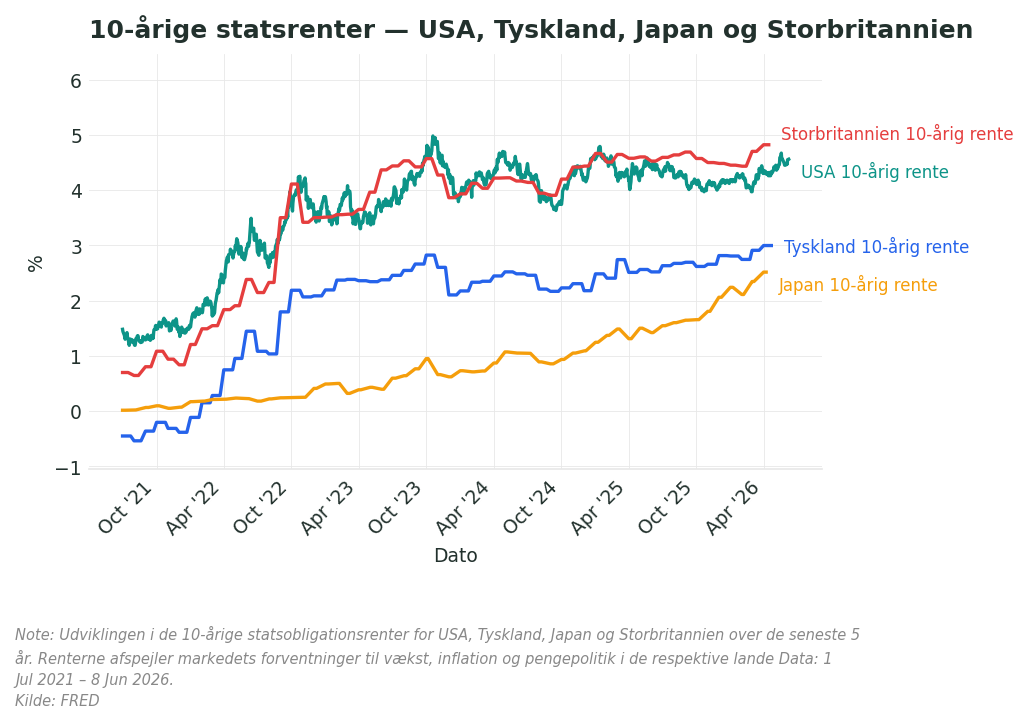 10-årige statsrenter — USA, Tyskland, Japan og Storbritannien
6
5
4
3
2
1
0
−1
%
Storbritannien 10-årig rente
USA 10-årig rente
Tyskland 10-årig rente
Japan 10-årig rente
Oct '21
Apr '22
Oct '22
Apr '23
Oct '23
Apr '24
Oct '24
Apr '25
Oct '25
Apr '26
Dato
Note: Udviklingen i de 10-årige statsobligationsrenter for USA, Tyskland, Japan og Storbritannien over de seneste 5
år. Renterne afspejler markedets forventninger til vækst, inflation og pengepolitik i de respektive lande Data: 1
Jul 2021 – 8 Jun 2026.
Kilde: FRED